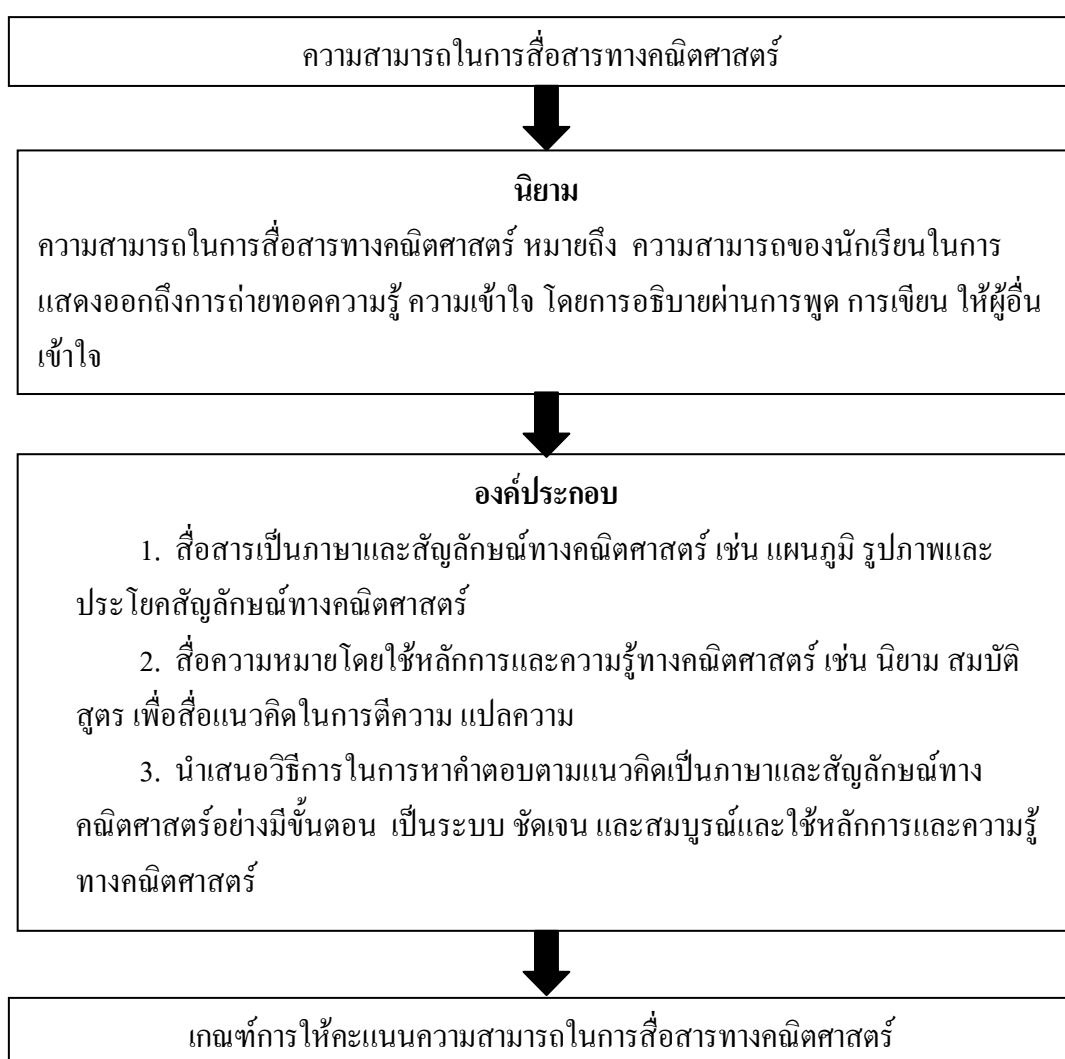 ความสามารถในการสื่อสารทางคณิตศาสตร์
นิยาม
ความสามารถในการสื่อสารทางคณิตศาสตร์ หมายถึง ความสามารถของนักเรียนในการ
แสดงออกถึงการถ่ายทอดความรู้ ความเข้าใจ โดยการอธิบายผ่านการพูด การเขียน ให้ผู้อื่น
เข้าใจ
องค์ประกอบ
1. สื่อสารเป็นภาษาและสัญลักษณ์ทางคณิตศาสตร์ เช่น แผนภูมิ รูปภาพและ
ประโยคสัญลักษณ์ทางคณิตศาสตร์
2. สื่อความหมายโดยใช้หลักการและความรู้ทางคณิตศาสตร์ เช่น นิยาม สมบัติ
สูตร เพื่อสื่อแนวคิดในการตีความ แปลความ
3. นำเสนอวิธีการในการหาคำตอบตามแนวคิดเป็นภาษาและสัญลักษณ์ทาง
คณิตศาสตร์อย่างมีขั้นตอน เป็นระบบ ชัดเจน และสมบูรณ์และใช้หลักการและความรู้
ทางคณิตศาสตร์
เกณฑ์การให้คะแนนความสามารถในการสื่อสารทางคณิตศาสตร์